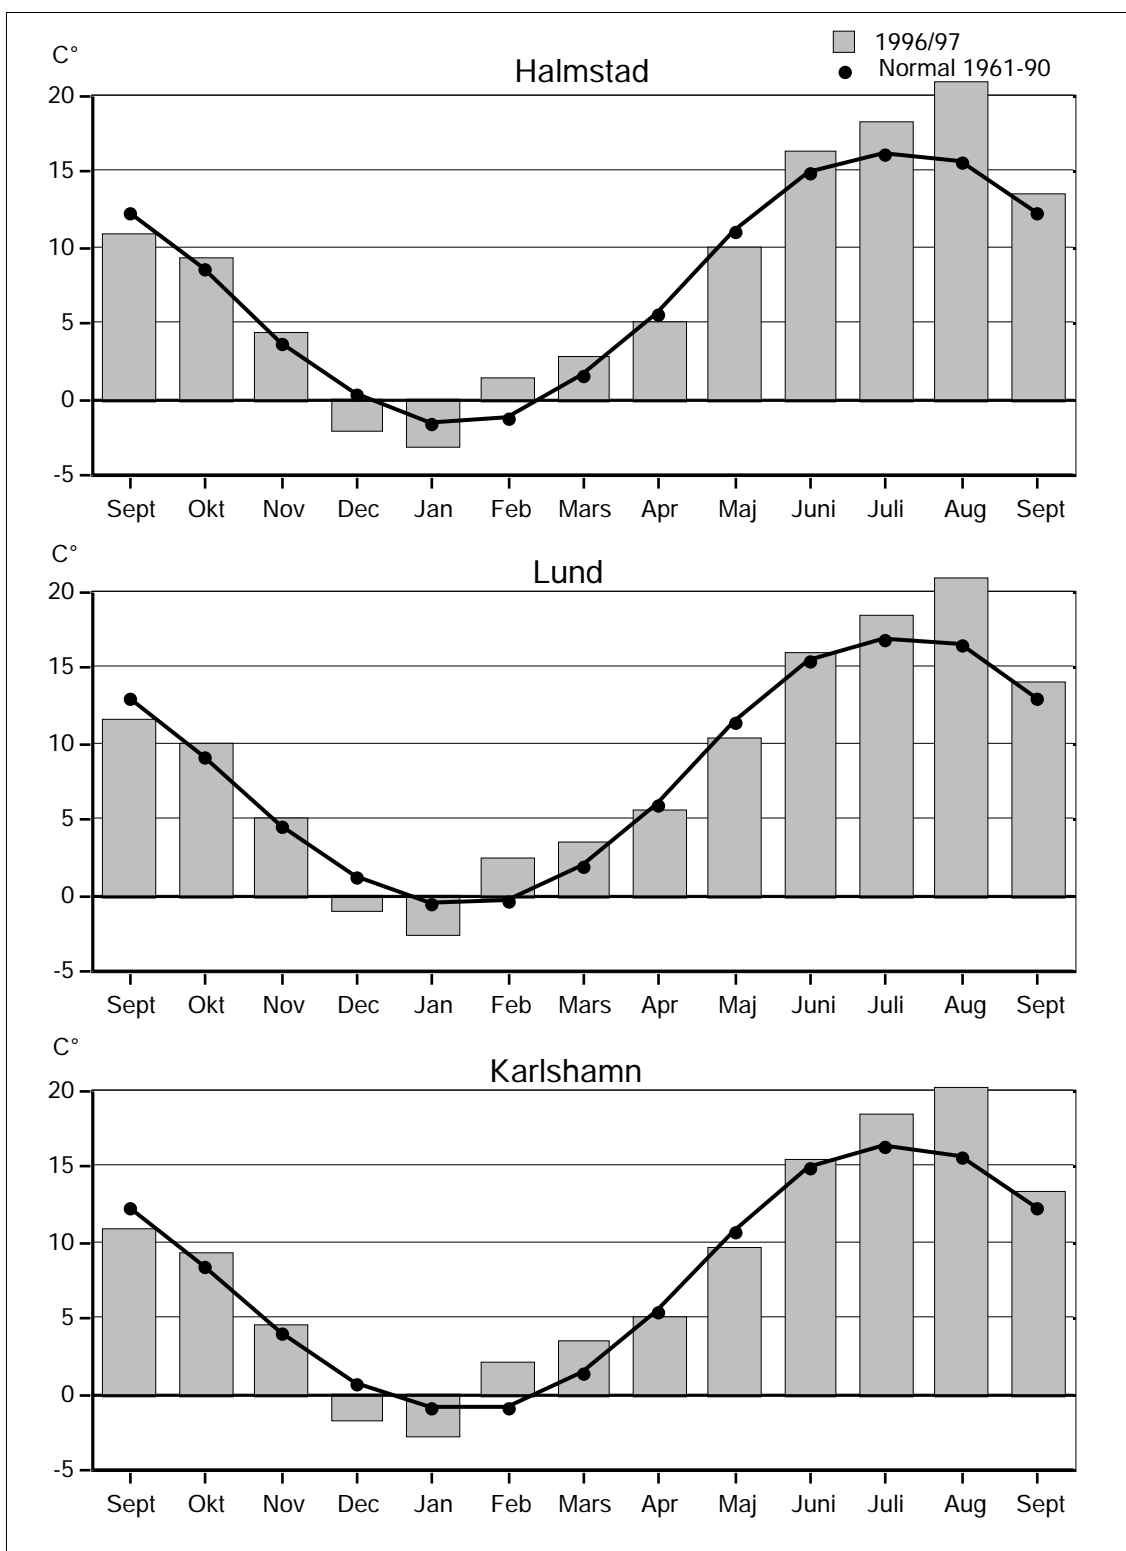 C°
1996/97
Halmstad
Normal 1961-90
20
15
10
5
0
-5
Sept Okt Nov Dec Jan Feb Mars Apr Maj Juni Juli Aug Sept
C°
Lund
20
15
10
5
0
-5
Sept Okt Nov Dec Jan Feb Mars Apr Maj Juni Juli Aug Sept
C°
Karlshamn
20
15
10
5
0
-5
Sept Okt Nov Dec Jan Feb Mars Apr Maj Juni Juli Aug Sept